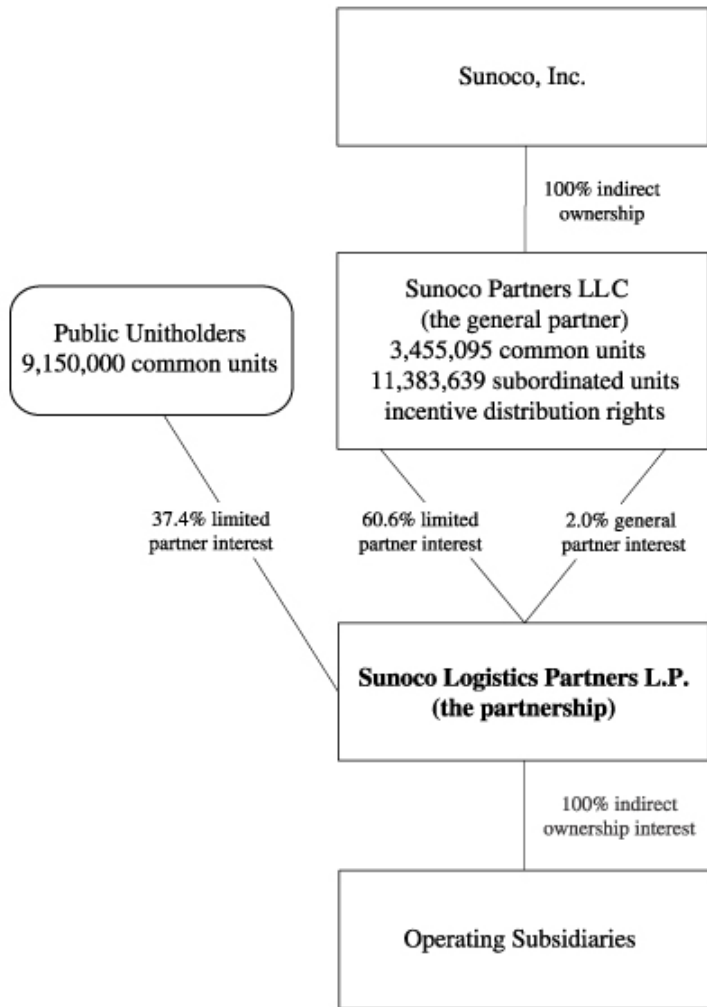 Sunoco, Inc.
100% indirect
ownership
Sunoco Partners LLC
(the general partner)
3,455,095 common units
11,383,639 subordinated units
incentive distribution rights
Public Unitholders
9,150,000 common units
37.4% limited
partner interest
60.6% limited
partner interest
2.0% general
partner interest
Sunoco Logistics Partners L.P.
(the partnership)
100% indirect
ownership interest
Operating Subsidiaries